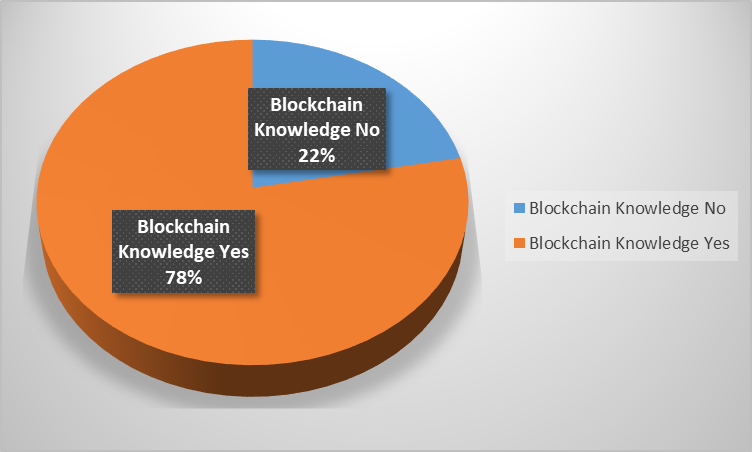 Blockchain
Knowledge No
22%
Blockchain
Knowledge Yes
78%
Blockchain Knowledge No
Blockchain Knowledge Yes